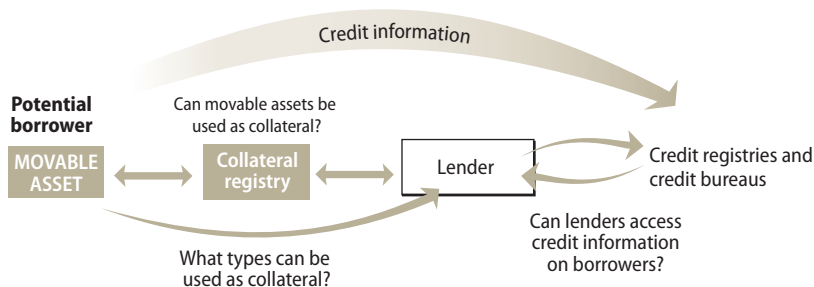 Credit information
Potential
borrower
Can movable assets be
used as collateral?
MOVABLE
ASSET
Collateral
registry
Lender
Credit registries and
credit bureaus
What types can be
used as collateral?
Can lenders access
credit information
on borrowers?